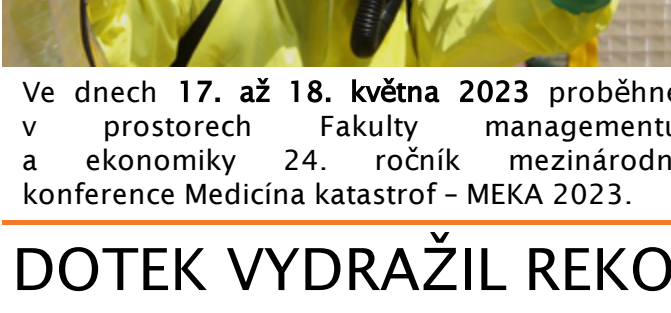 Ve dnech 17. až 18. května 2023 proběhne
v prostorech Fakulty managementu
a ekonomiky 24. ročník mezinárodn
konference Medicína katastrof – MEKA 2023.
DOTEK VYDRAŽIL REKO